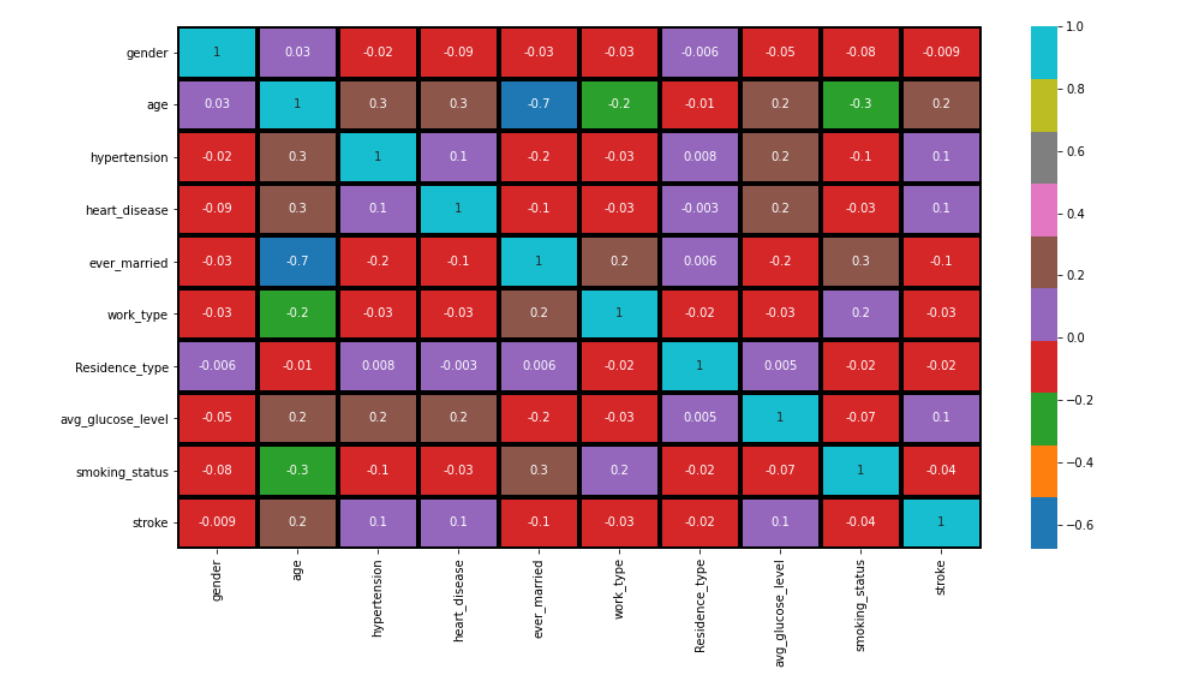 gender 1 0.03 -0.02 -0.09 -0.03 -0.03 -0.006 -0.05 -0.08 -0.009
age 0.03 1 0.3 0.3 -0.7 -0.2 -0.01 0.2 -0.3 0.2
hypertension -0.02 0.3 1 0.1 -0.2 -0.03 0.008 0.2 -0.1 0.1
heart_disease -0.09 0.3 0.1 1 -0.1 -0.03 -0.003 0.2 -0.03 0.1
ever_married -0.03 -0.7 -0.2 -0.1 1 0.2 0.006 -0.2 0.3 -0.1
work_type -0.03 -0.2 -0.03 -0.03 0.2 1 -0.02 -0.03 0.2 -0.03
Residence_type -0.006 -0.01 0.008 -0.003 0.006 -0.02 1 0.005 -0.02 -0.02
avg_glucose_level -0.05 0.2 0.2 0.2 -0.2 -0.03 0.005 1 -0.07 0.1
smoking_status -0.08 -0.3 -0.1 -0.03 0.3 0.2 -0.02 -0.07 1 -0.04
stroke -0.009 0.2 0.1 0.1 -0.1 -0.03 -0.02 0.1 -0.04 1
gender
age
hypertension
heart_disease
ever_married
work_type
Residence_type
avg_glucose_level
smoking_status
stroke
1.0
0.8
0.6
0.4
0.2
0.0
−0.2
−0.4
−0.6